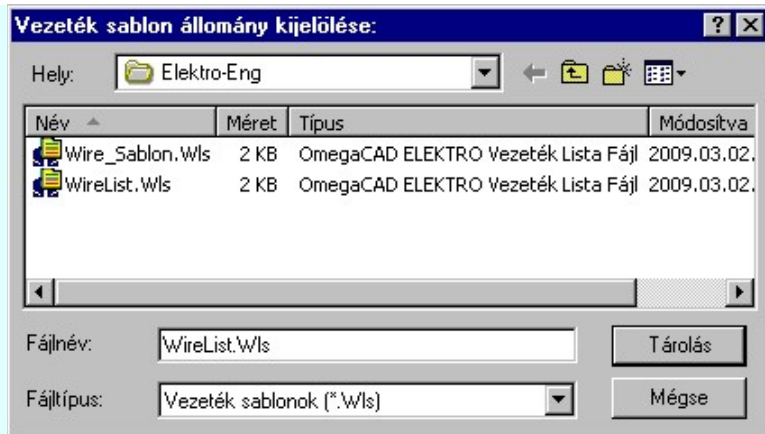 Vezeték sablon állomány kijelölése:
Hely: Elektro-Eng
Név Méret Típus Módosítva
Wire_Sablon.Wls 2 KB OmegaCAD ELEKTRO Vezeték Lista Fájl 2009.03.02.
WireList.Wls 2 KB OmegaCAD ELEKTRO Vezeték Lista Fájl 2009.03.02.
Fájlnév: WireList.Wls Tárolás
Fájltípus: Vezeték sablonok (*.Wls) Mégse